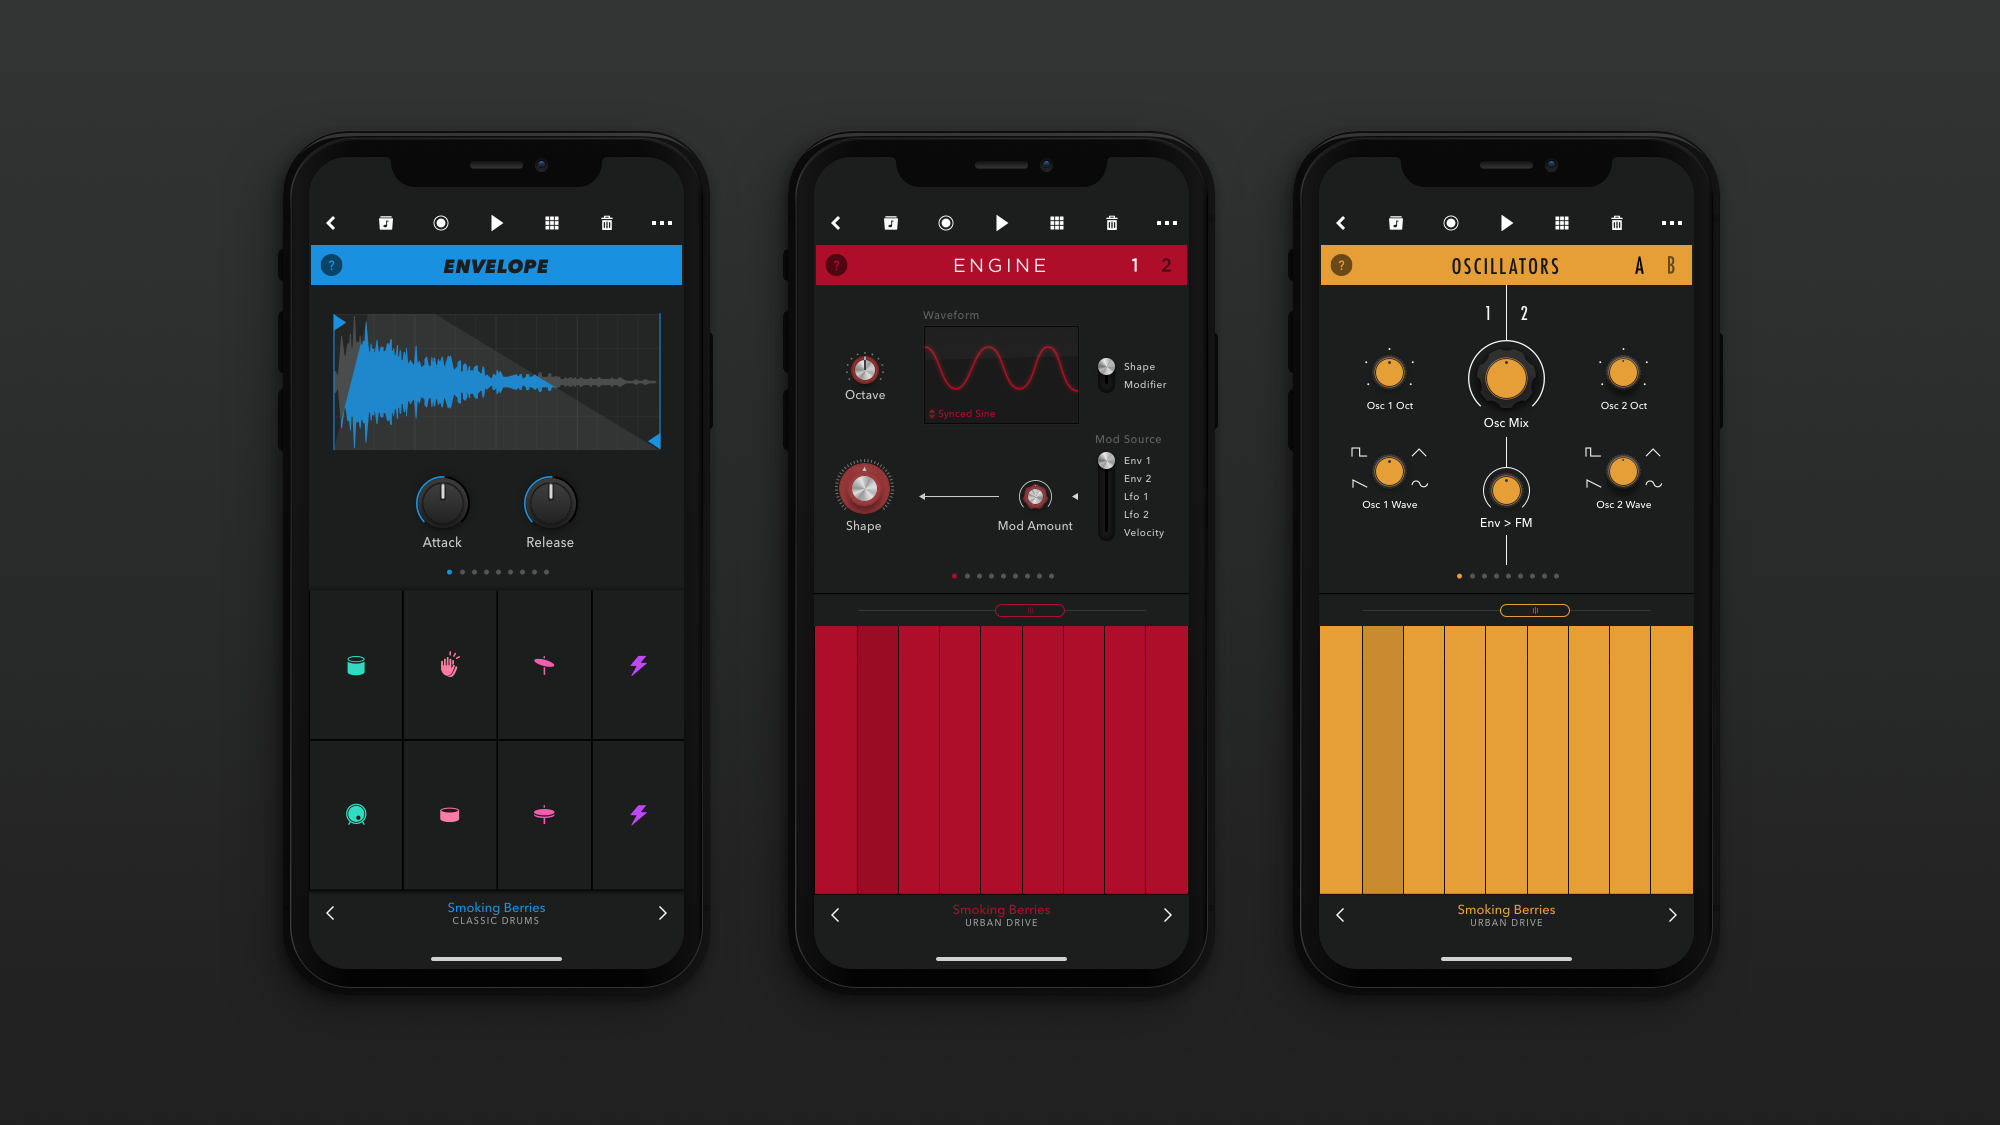 ?
ENVELOPE
Attack
Release
Smoking Berries
CLASSIC DRUMS
?
ENGINE
1 2
Waveform
Octave
Synced Sine
Shape
Modifier
Mod Source
Env 1
Env 2
Lfo 1
Lfo 2
Velocity
Shape
Mod Amount
Smoking Berries
URBAN DRIVE
?
OSCILLATORS
A B
1 2
Osc 1 Oct
Osc Mix
Osc 2 Oct
Osc 1 Wave
Env > FM
Osc 2 Wave
Smoking Berries
URBAN DRIVE